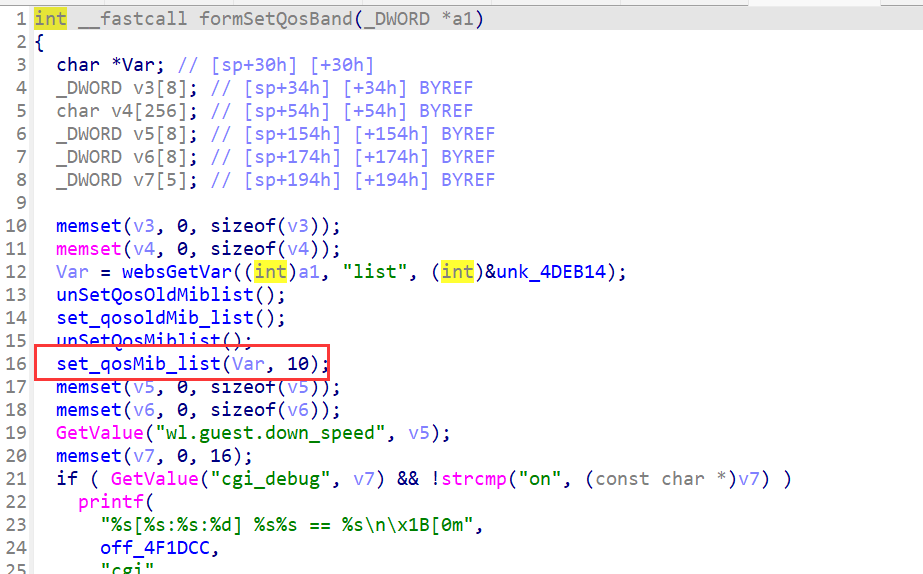 1 int __fastcall formSetQosBand(_DWORD *a1)
2 {
3 char *Var; // [sp+30h] [+30h]
4 _DWORD v3[8]; // [sp+34h] [+34h] BYREF
5 char v4[256]; // [sp+54h] [+54h] BYREF
6 _DWORD v5[8]; // [sp+154h] [+154h] BYREF
7 _DWORD v6[8]; // [sp+174h] [+174h] BYREF
8 _DWORD v7[5]; // [sp+194h] [+194h] BYREF
9
10 memset(v3, 0, sizeof(v3));
11 memset(v4, 0, sizeof(v4));
12 Var = websGetVar((int)a1, "list", (int)&unk_4DEB14);
13 unSetQosOldMiblist();
14 set_qosoldMib_list();
15 unSetQosMiblist();
16 set_qosMib_list(Var, 10);
17 memset(v5, 0, sizeof(v5));
18 memset(v6, 0, sizeof(v6));
19 GetValue("wl.guest.down_speed", v5);
20 memset(v7, 0, 16);
21 if ( GetValue("cgi_debug", v7) && !strcmp("on", (const char *)v7) )
22 printf(
23 "%s[%s:%s:%d] %s%s == %s\n\x1B[0m",
24 off_4F1DCC,
25 "cgi"